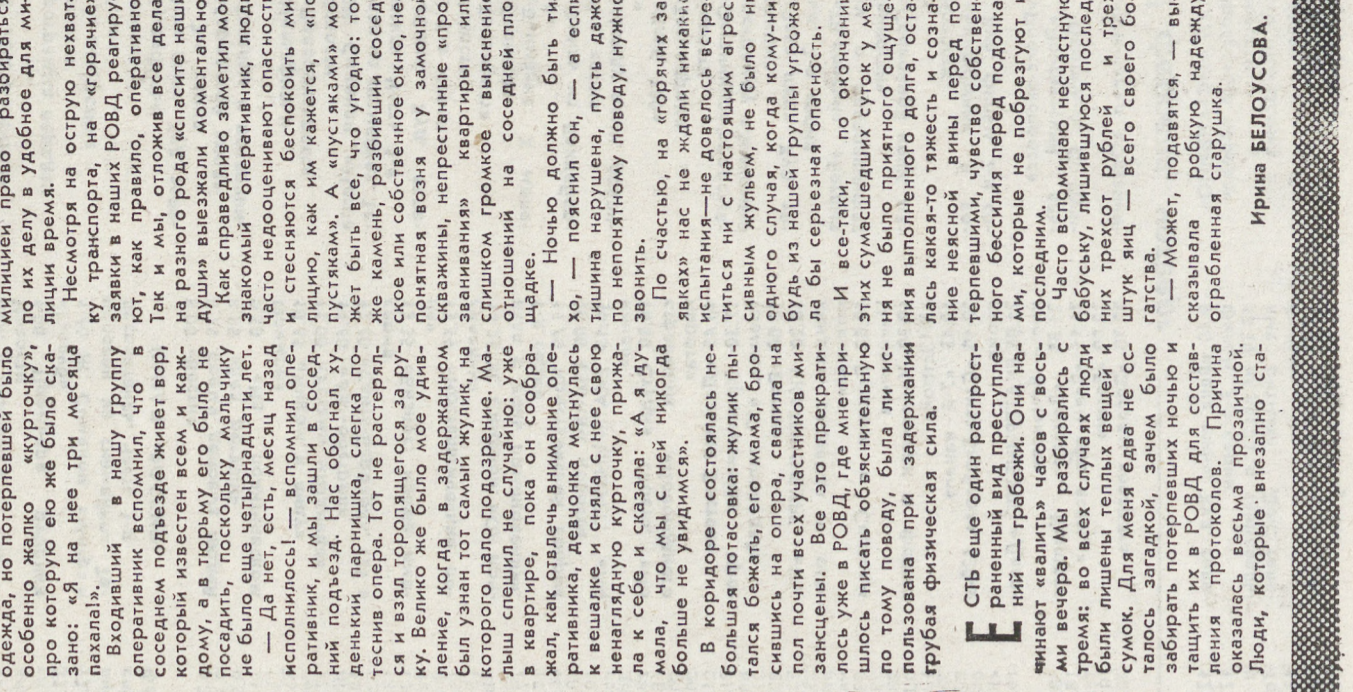 одежда, но потерпевшей было
особенно жалко «курточку»,
про которую ею же было ска-
зано: «Я на нее три месяца
пахала!».
Входивший в нашу группу
оперативник вспомнил, что в
соседнем подъезде живет вор,
который известен всем и каж-
дому, а в тюрьму его было не
посадить, поскольку мальчику
не было еще четырнадцати лет.
— Да нет, есть, месяц назад
исполнилось! — вспомнил опе-
ративник, и мы зашли в сосед-
ний подъезд. Нас обогнал ху-
денький парнишка, слегка по-
теснив опера. Тот не растерял-
ся и взял торопящегося за ру-
ку. Велико же было мое удив-
ление, когда в задержанном
был узнан тот самый жулик, на
которого пало подозрение. Ма-
лыш спешил не случайно: уже
в квартире, пока он сообра-
жал, как отвлечь внимание опе-
ративника, девчонка метнулась
к вешалке и сняла с нее свою
ненаглядную курточку, прижа-
ла к себе и сказала: «А я ду-
мала, что мы с ней никогда
больше не увидимся».
В коридоре состоялась не-
большая потасовка: жулик пы-
тался бежать, его мама, бро-
сившись на опера, свалила на
пол почти всех участников ми-
зансцены. Все это прекрати-
лось уже в РОВД, где мне при-
шлось писать объяснительную
по тому поводу, была ли ис-
пользована при задержании
грубая физическая сила.
ЕСТЬ еще один распрост-
раненный вид преступле-
ний — грабежи. Они на-
чинают «валить» часов с вось-
ми вечера. Мы разбирались с
тремя: во всех случаях люди
были лишены теплых вещей и
сумок. Для меня едва не ос-
талось загадкой, зачем было
забирать потерпевших ночью и
тащить их в РОВД для состав-
ления протоколов. Причина
оказалась весьма прозаичной.
Люди, которые внезапно ста-
милицией право разобраться
по их делу в удобное для ми-
лиции время.
Несмотря на острую нехват-
ку транспорта, на «горячие»
заявки в наших РОВД реагиру-
ют, как правило, оперативно.
Так и мы, отложив все дела,
на разного рода «спасите наши
души» выезжали моментально.
Как справедливо заметил мой
знакомый оперативник, люди
часто недооценивают опасность
и стесняются беспокоить ми-
лицию, как им кажется, «по
пустякам». А «пустяками» мо-
жет быть все, что угодно: тот
же камень, разбивший сосед-
ское или собственное окно, не-
понятная возня у замочной
скважины, непрестанные «про-
званивания» квартиры или
слишком громкое выяснение
отношений на соседней пло-
щадке.
— Ночью должно быть ти-
хо, — пояснил он, — а если
тишина нарушена, пусть даже
по непонятному поводу, нужно
звонить.
По счастью, на «горячих за-
явках» нас не ждали никакие
испытания—не довелось встре-
титься ни с настоящим агрес-
сивным жульем, не было ни
одного случая, когда кому-ни-
будь из нашей группы угрожа-
ла бы серьезная опасность.
И все-таки, по окончании
этих сумасшедших суток у ме-
ня не было приятного ощуще-
ния выполненного долга, оста-
лась какая-то тяжесть и созна-
ние неясной вины перед по-
терпевшими, чувство собствен-
ного бессилия перед подонка-
ми, которые не побрезгуют и
последним.
Часто вспоминаю несчастную
бабуську, лишившуюся послед-
них трехсот рублей и трех
штук яиц — всего своего бо-
гатства.
— Может, подавятся, — вы-
сказывала робкую надежду
ограбленная старушка.
Ирина БЕЛОУСОВА.